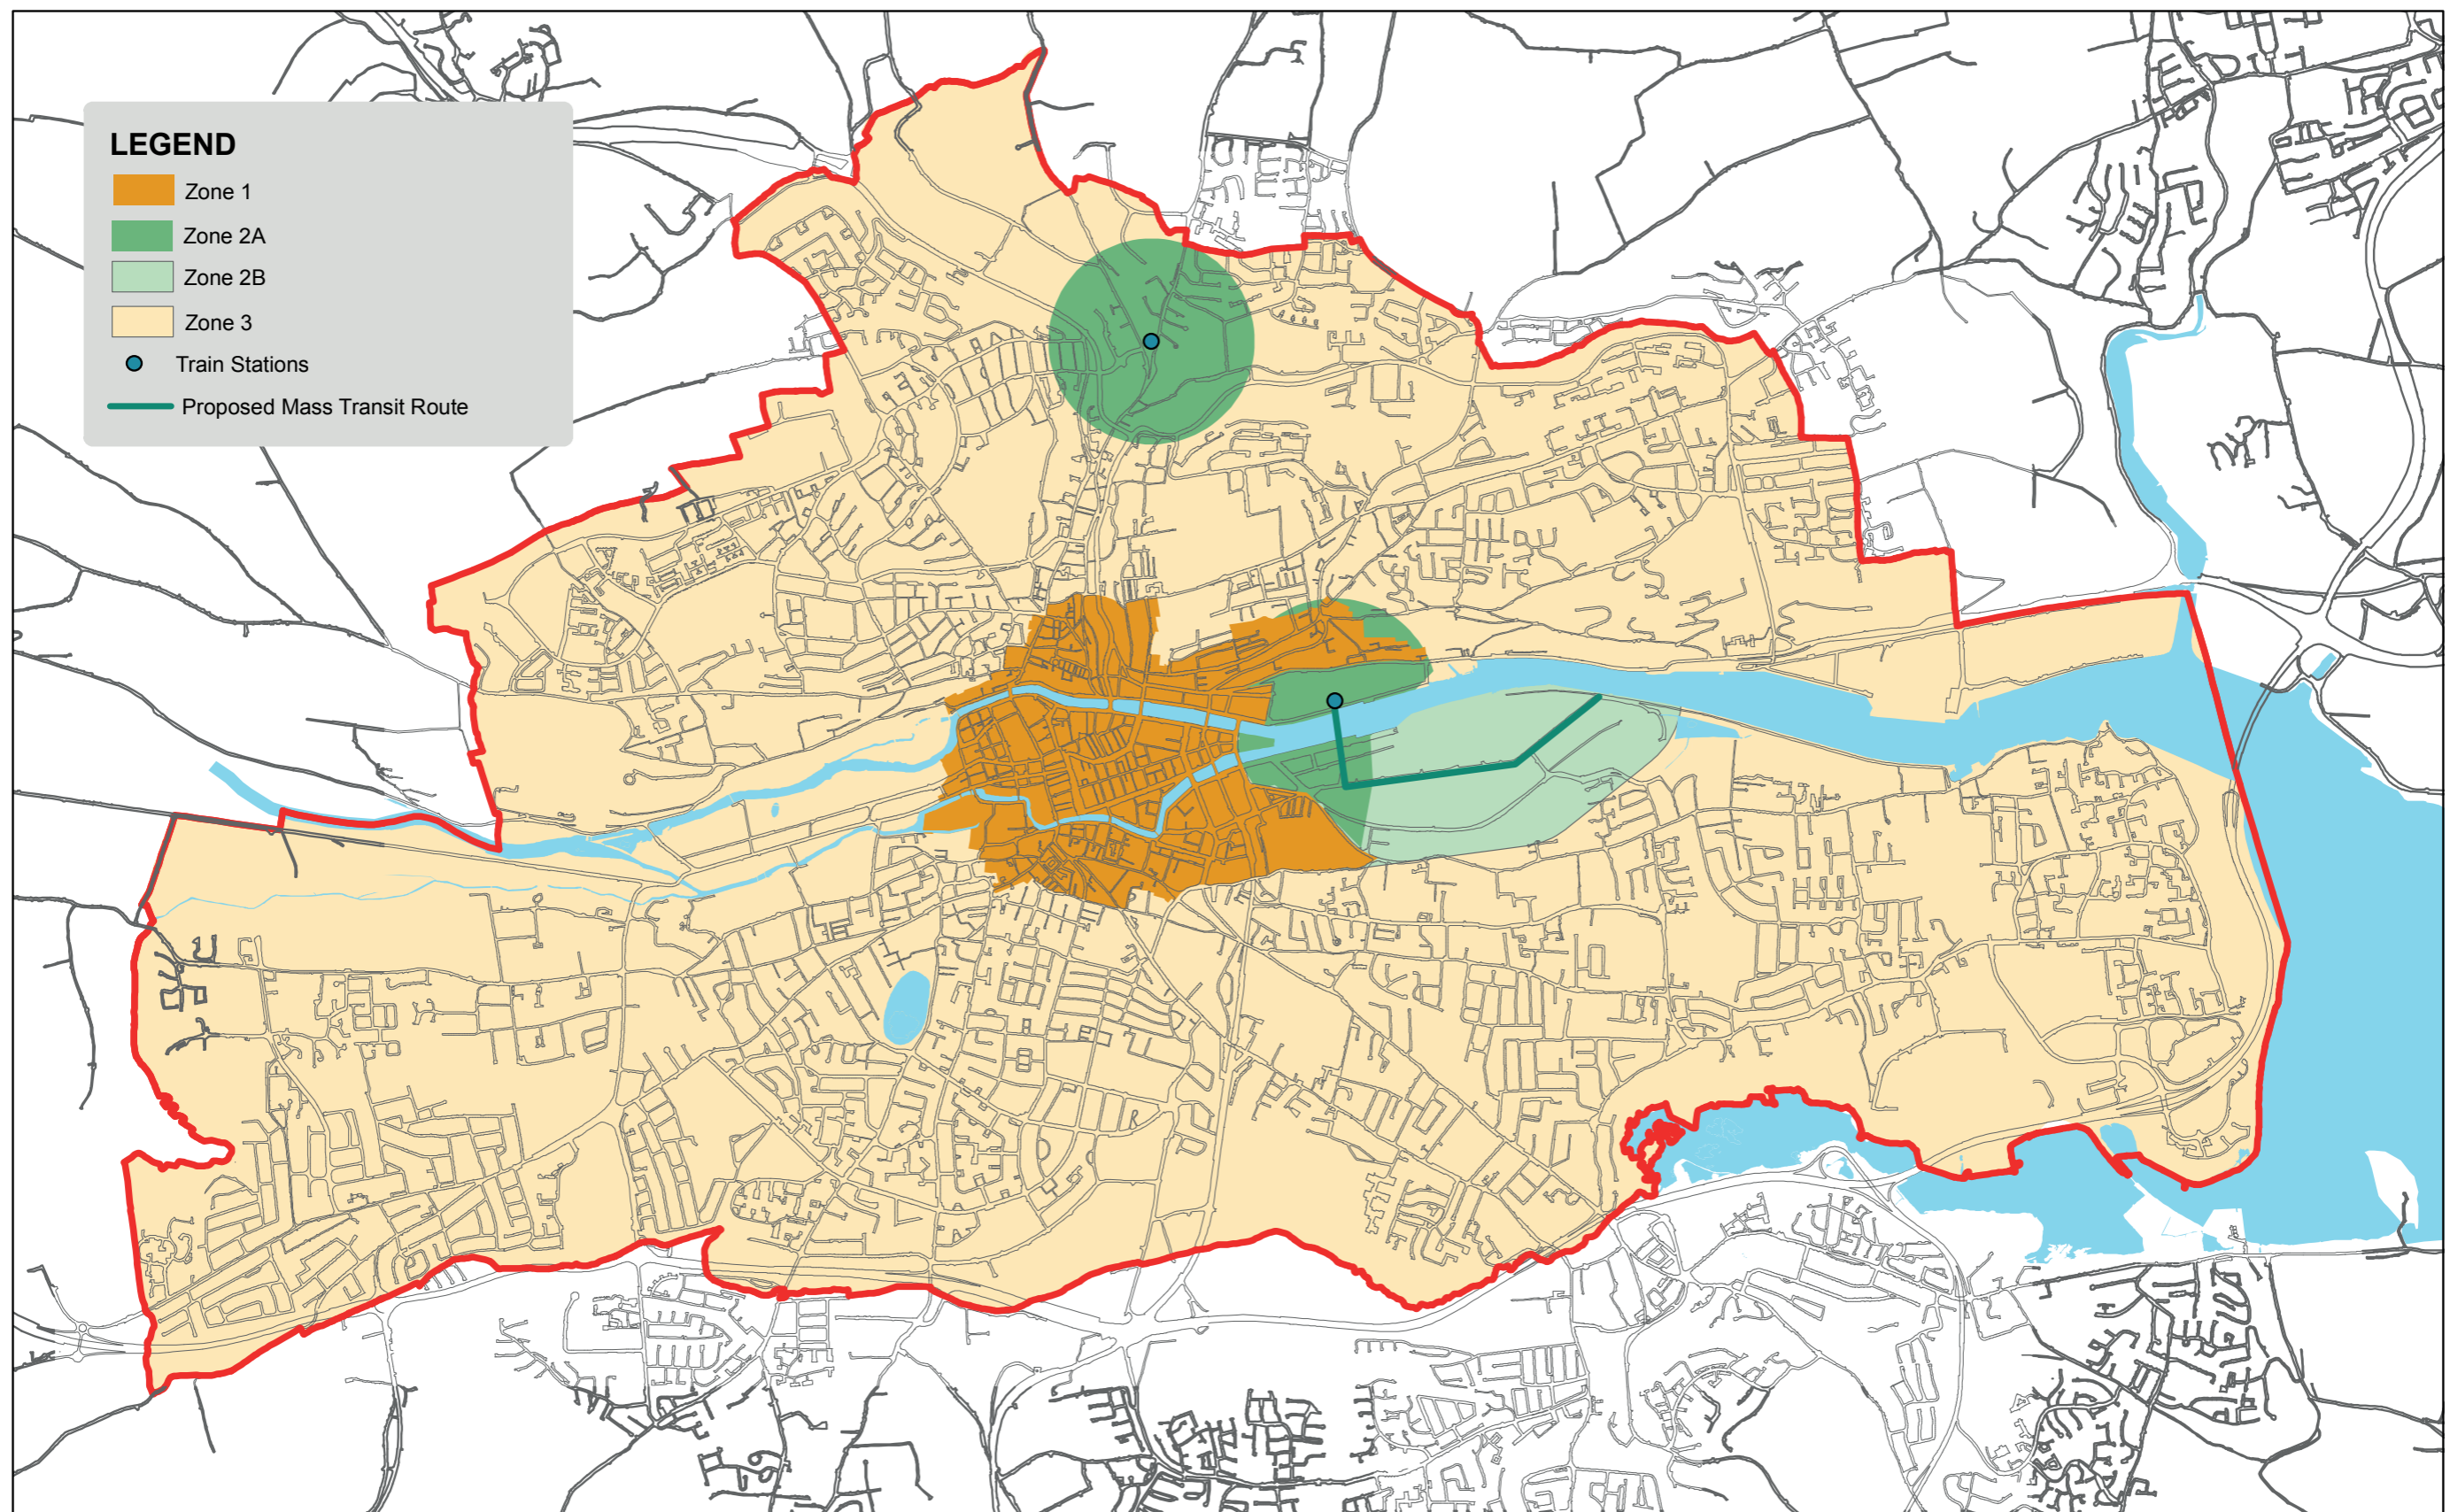 LEGEND
Zone 1
Zone 2A
Zone 2B
Zone 3
Train Stations
Proposed Mass Transit Route